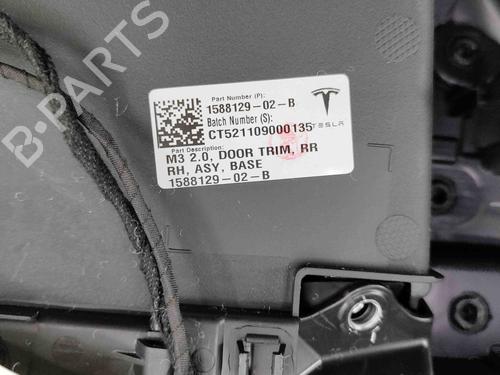 Part Number (P):
1588129-02-B
Batch Number (S):
CT521109000135
TESLA
Part Description:
M3 2.0, DOOR TRIM, RR
RH, ASY, BASE
1588129-02-B
B-PARTS